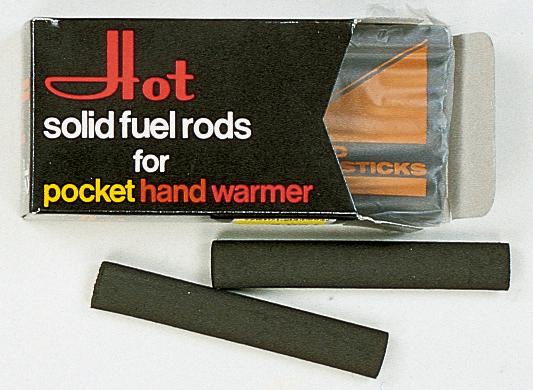 Hot
solid fuel rods
for
pocket hand warmer
STICKS